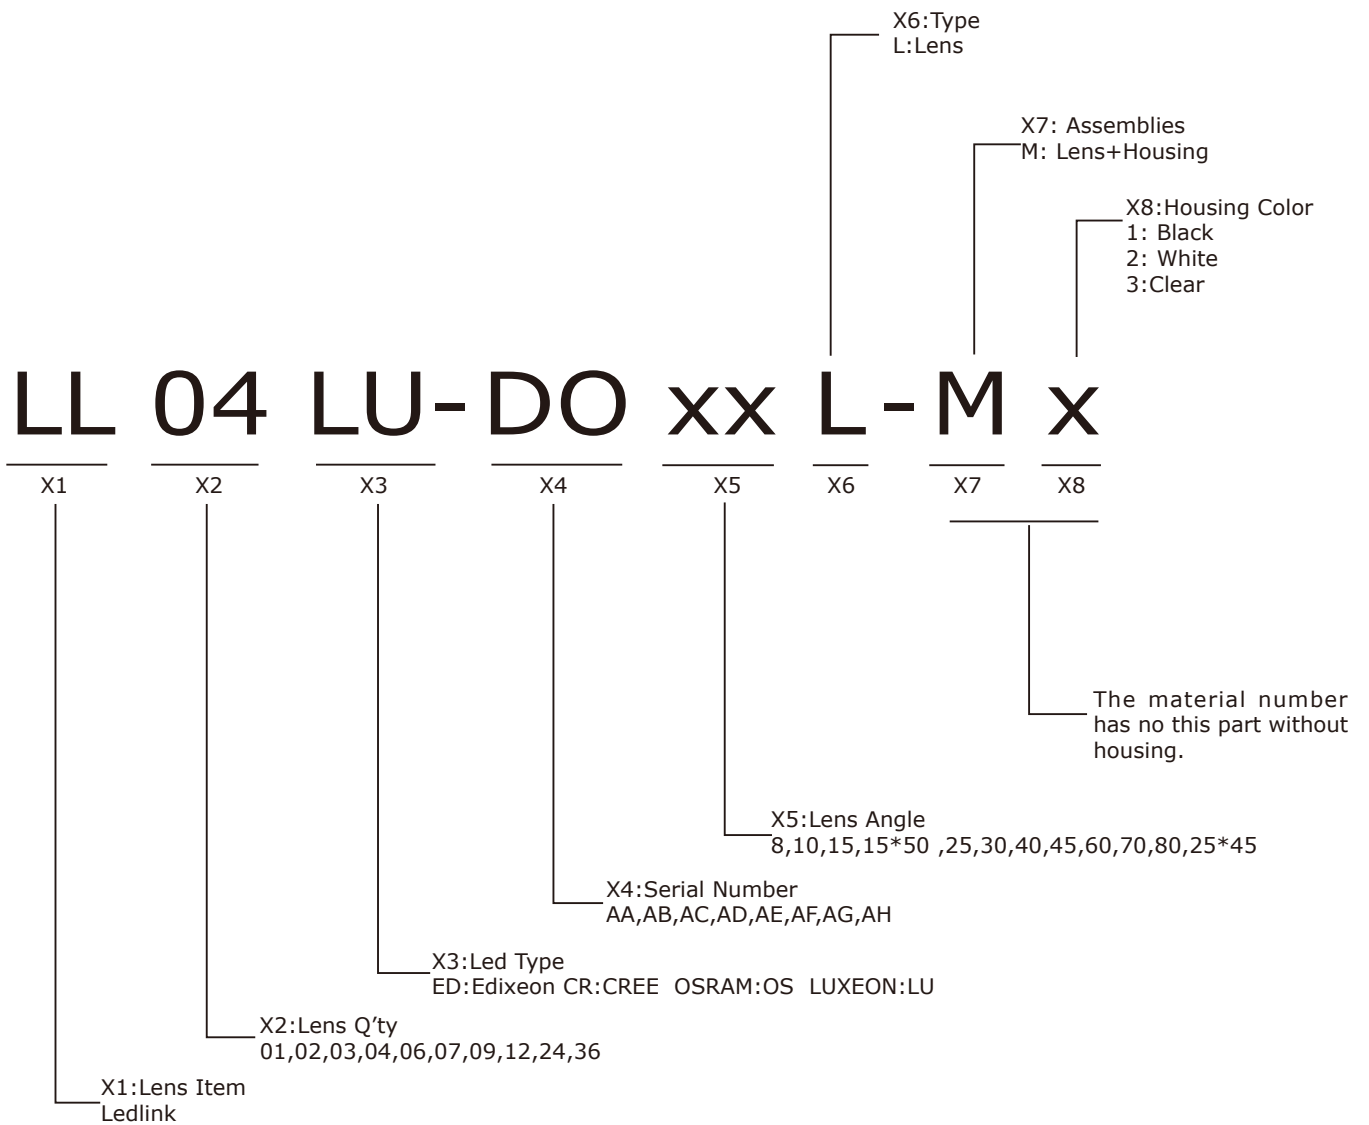 X6:Type
L:Lens
X7: Assemblies
M: Lens+Housing
X8:Housing Color
1: Black
2: White
3:Clear
LL 04 LU-DO xx L-M x
X1 X2 X3 X4 X5 X6 X7 X8
The material number
has no this part without
housing.
X5:Lens Angle
8,10,15,15*50 ,25,30,40,45,60,70,80,25*45
X4:Serial Number
AA,AB,AC,AD,AE,AF,AG,AH
X3:Led Type
ED:Edixeon CR:CREE OSRAM:OS LUXEON:LU
X2:Lens Q’ty
01,02,03,04,06,07,09,12,24,36
X1:Lens Item
Ledlink